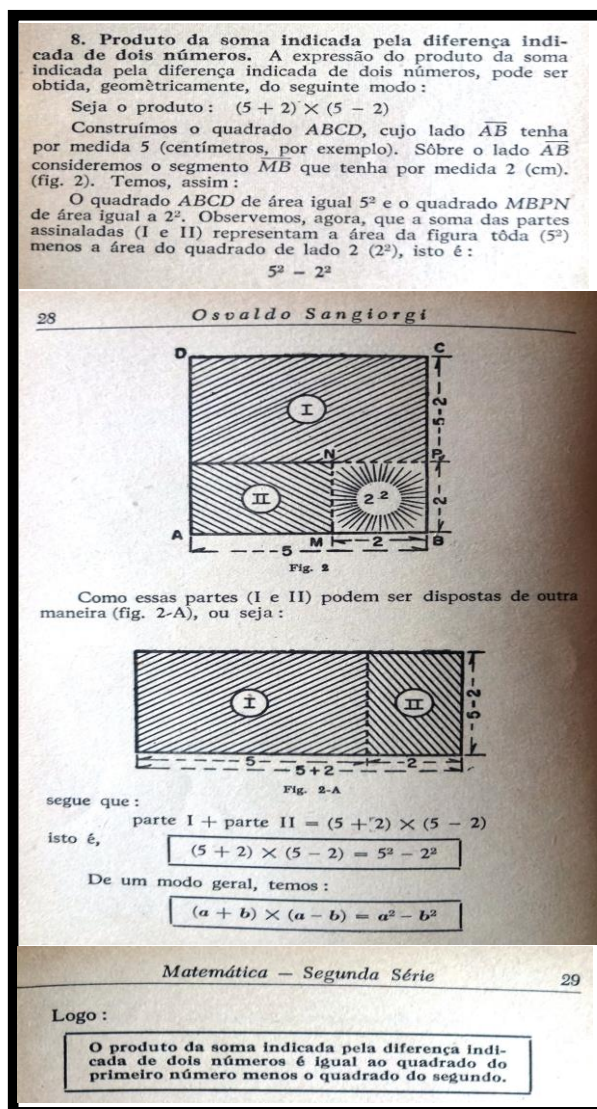 8. Produto da soma indicada pela diferença indi-
cada de dois números. A expressão do produto da soma
indicada pela diferença indicada de dois números, pode ser
obtida, geomètricamente, do seguinte modo :
Seja o produto : (5 + 2) × (5 — 2)
Construímos o quadrado ABCD, cujo lado A̅B̅ tenha
por medida 5 (centímetros, por exemplo). Sôbre o lado A̅B̅
consideremos o segmento M̅B̅ que tenha por medida 2 (cm).
(fig. 2). Temos, assim :
O quadrado ABCD de área igual 5² e o quadrado MBPN
de área igual a 2². Observemos, agora, que a soma das partes
assinaladas (I e II) representam a área da figura tôda (5²)
menos a área do quadrado de lado 2 (2²), isto é :
5² — 2²
28 Osvaldo Sangiorgi
D C
I
5-2
N P
II 2² 2
A M 2 B
5
Fig. 2
Como essas partes (I e II) podem ser dispostas de outra
maneira (fig. 2-A), ou seja :
I II 5-2
5 2
5+2
Fig. 2-A
segue que :
parte I + parte II = (5 + 2) × (5 — 2)
isto é,
(5 + 2) × (5 — 2) = 5² — 2²
De um modo geral, temos :
(a + b) × (a — b) = a² — b²
Matemática — Segunda Série 29
Logo :
O produto da soma indicada pela diferença indi-
cada de dois números é igual ao quadrado do
primeiro número menos o quadrado do segundo.